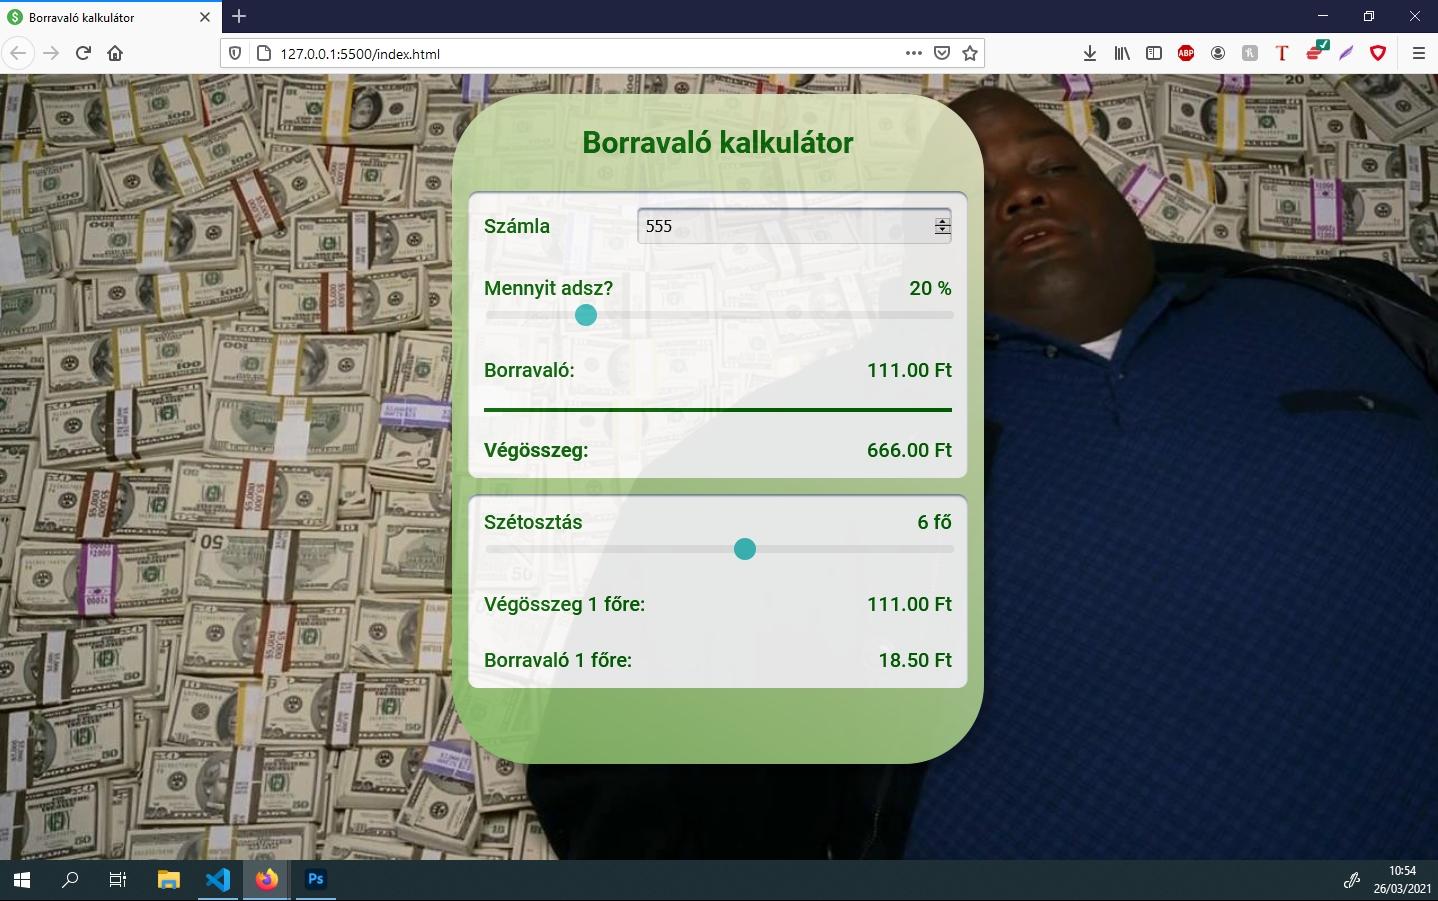 Borravaló kalkulátor
127.0.0.1:5500/index.html
ABP
Borravaló kalkulátor
Számla 555
Mennyit adsz? 20 %
Borravaló: 111.00 Ft
Végösszeg: 666.00 Ft
Szétosztás 6 fő
Végösszeg 1 főre: 111.00 Ft
Borravaló 1 főre: 18.50 Ft
Ps
10:54
26/03/2021